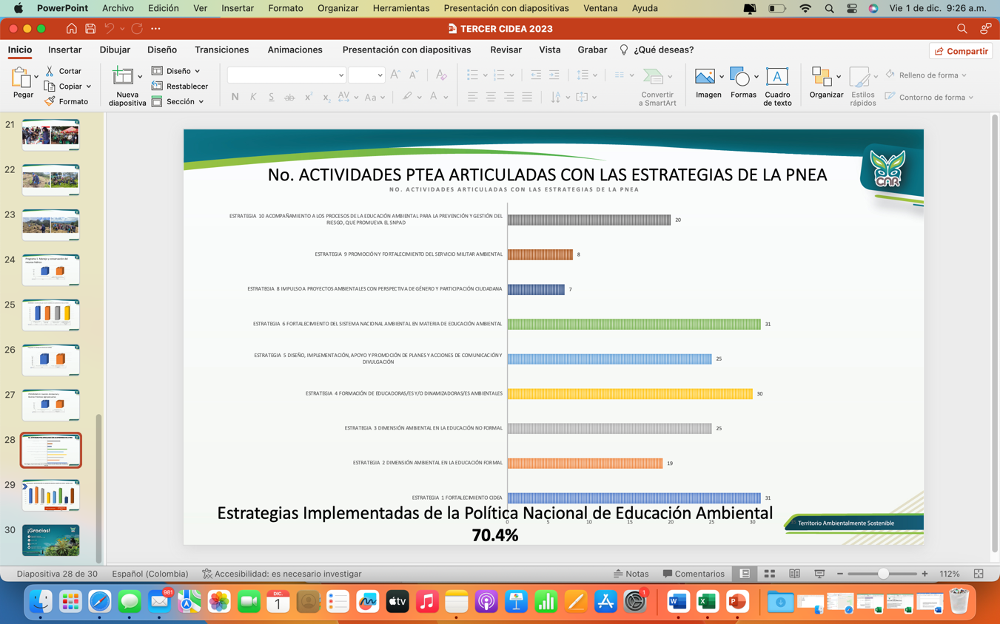 PowerPoint Archivo Edición Ver Insertar Formato Organizar Herramientas Presentación con diapositivas Ventana Ayuda Vie 1 de dic. 9:26 a.m.
TERCER CIDEA 2023
Inicio Insertar Dibujar Diseño Transiciones Animaciones Presentación con diapositivas Revisar Vista Grabar ¿Qué deseas? Compartir
Pegar
Cortar
Copiar
Formato
Nueva
diapositiva
Diseño
Restablecer
Sección
N K S ab x² x₂ AV Aa A
Convertir
a SmartArt
Imagen
Formas
Cuadro
de texto
Organizar
Estilos
rápidos
Relleno de forma
Contorno de forma
21
22
23
24
25
26
27
28
29
30
¡Gracias!
No. ACTIVIDADES PTEA ARTICULADAS CON LAS ESTRATEGIAS DE LA PNEA
NO. ACTIVIDADES ARTICULADAS CON LAS ESTRATEGIAS DE LA PNEA
CAR
ESTRATEGIA 10 ACOMPAÑAMIENTO A LOS PROCESOS DE LA EDUCACIÓN AMBIENTAL PARA LA PREVENCIÓN Y GESTIÓN DEL
RIESGO, QUE PROMUEVA EL SNPAD
20
ESTRATEGIA 9 PROMOCIÓN Y FORTALECIMIENTO DEL SERVICIO MILITAR AMBIENTAL 8
ESTRATEGIA 8 IMPULSO A PROYECTOS AMBIENTALES CON PERSPECTIVA DE GÉNERO Y PARTICIPACIÓN CIUDADANA 7
ESTRATEGIA 6 FORTALECIMIENTO DEL SISTEMA NACIONAL AMBIENTAL EN MATERIA DE EDUCACIÓN AMBIENTAL 31
ESTRATEGIA 5 DISEÑO, IMPLEMENTACIÓN, APOYO Y PROMOCIÓN DE PLANES Y ACCIONES DE COMUNICACIÓN Y
DIVULGACIÓN
25
ESTRATEGIA 4 FORMACIÓN DE EDUCADORAS/ES Y/O DINAMIZADORAS/ES AMBIENTALES 30
ESTRATEGIA 3 DIMENSIÓN AMBIENTAL EN LA EDUCACIÓN NO FORMAL 25
ESTRATEGIA 2 DIMENSIÓN AMBIENTAL EN LA EDUCACIÓN FORMAL 19
ESTRATEGIA 1 FORTALECIMIENTO CIDEA 31
Estrategias Implementadas de la Política Nacional de Educación Ambiental
0 5 10 15 20 25 30
70.4%
Territorio Ambientalmente Sostenible
Diapositiva 28 de 30 Español (Colombia) Accesibilidad: es necesario investigar Notas Comentarios 112%
981
DIC.
1
tv
1
W
X
P